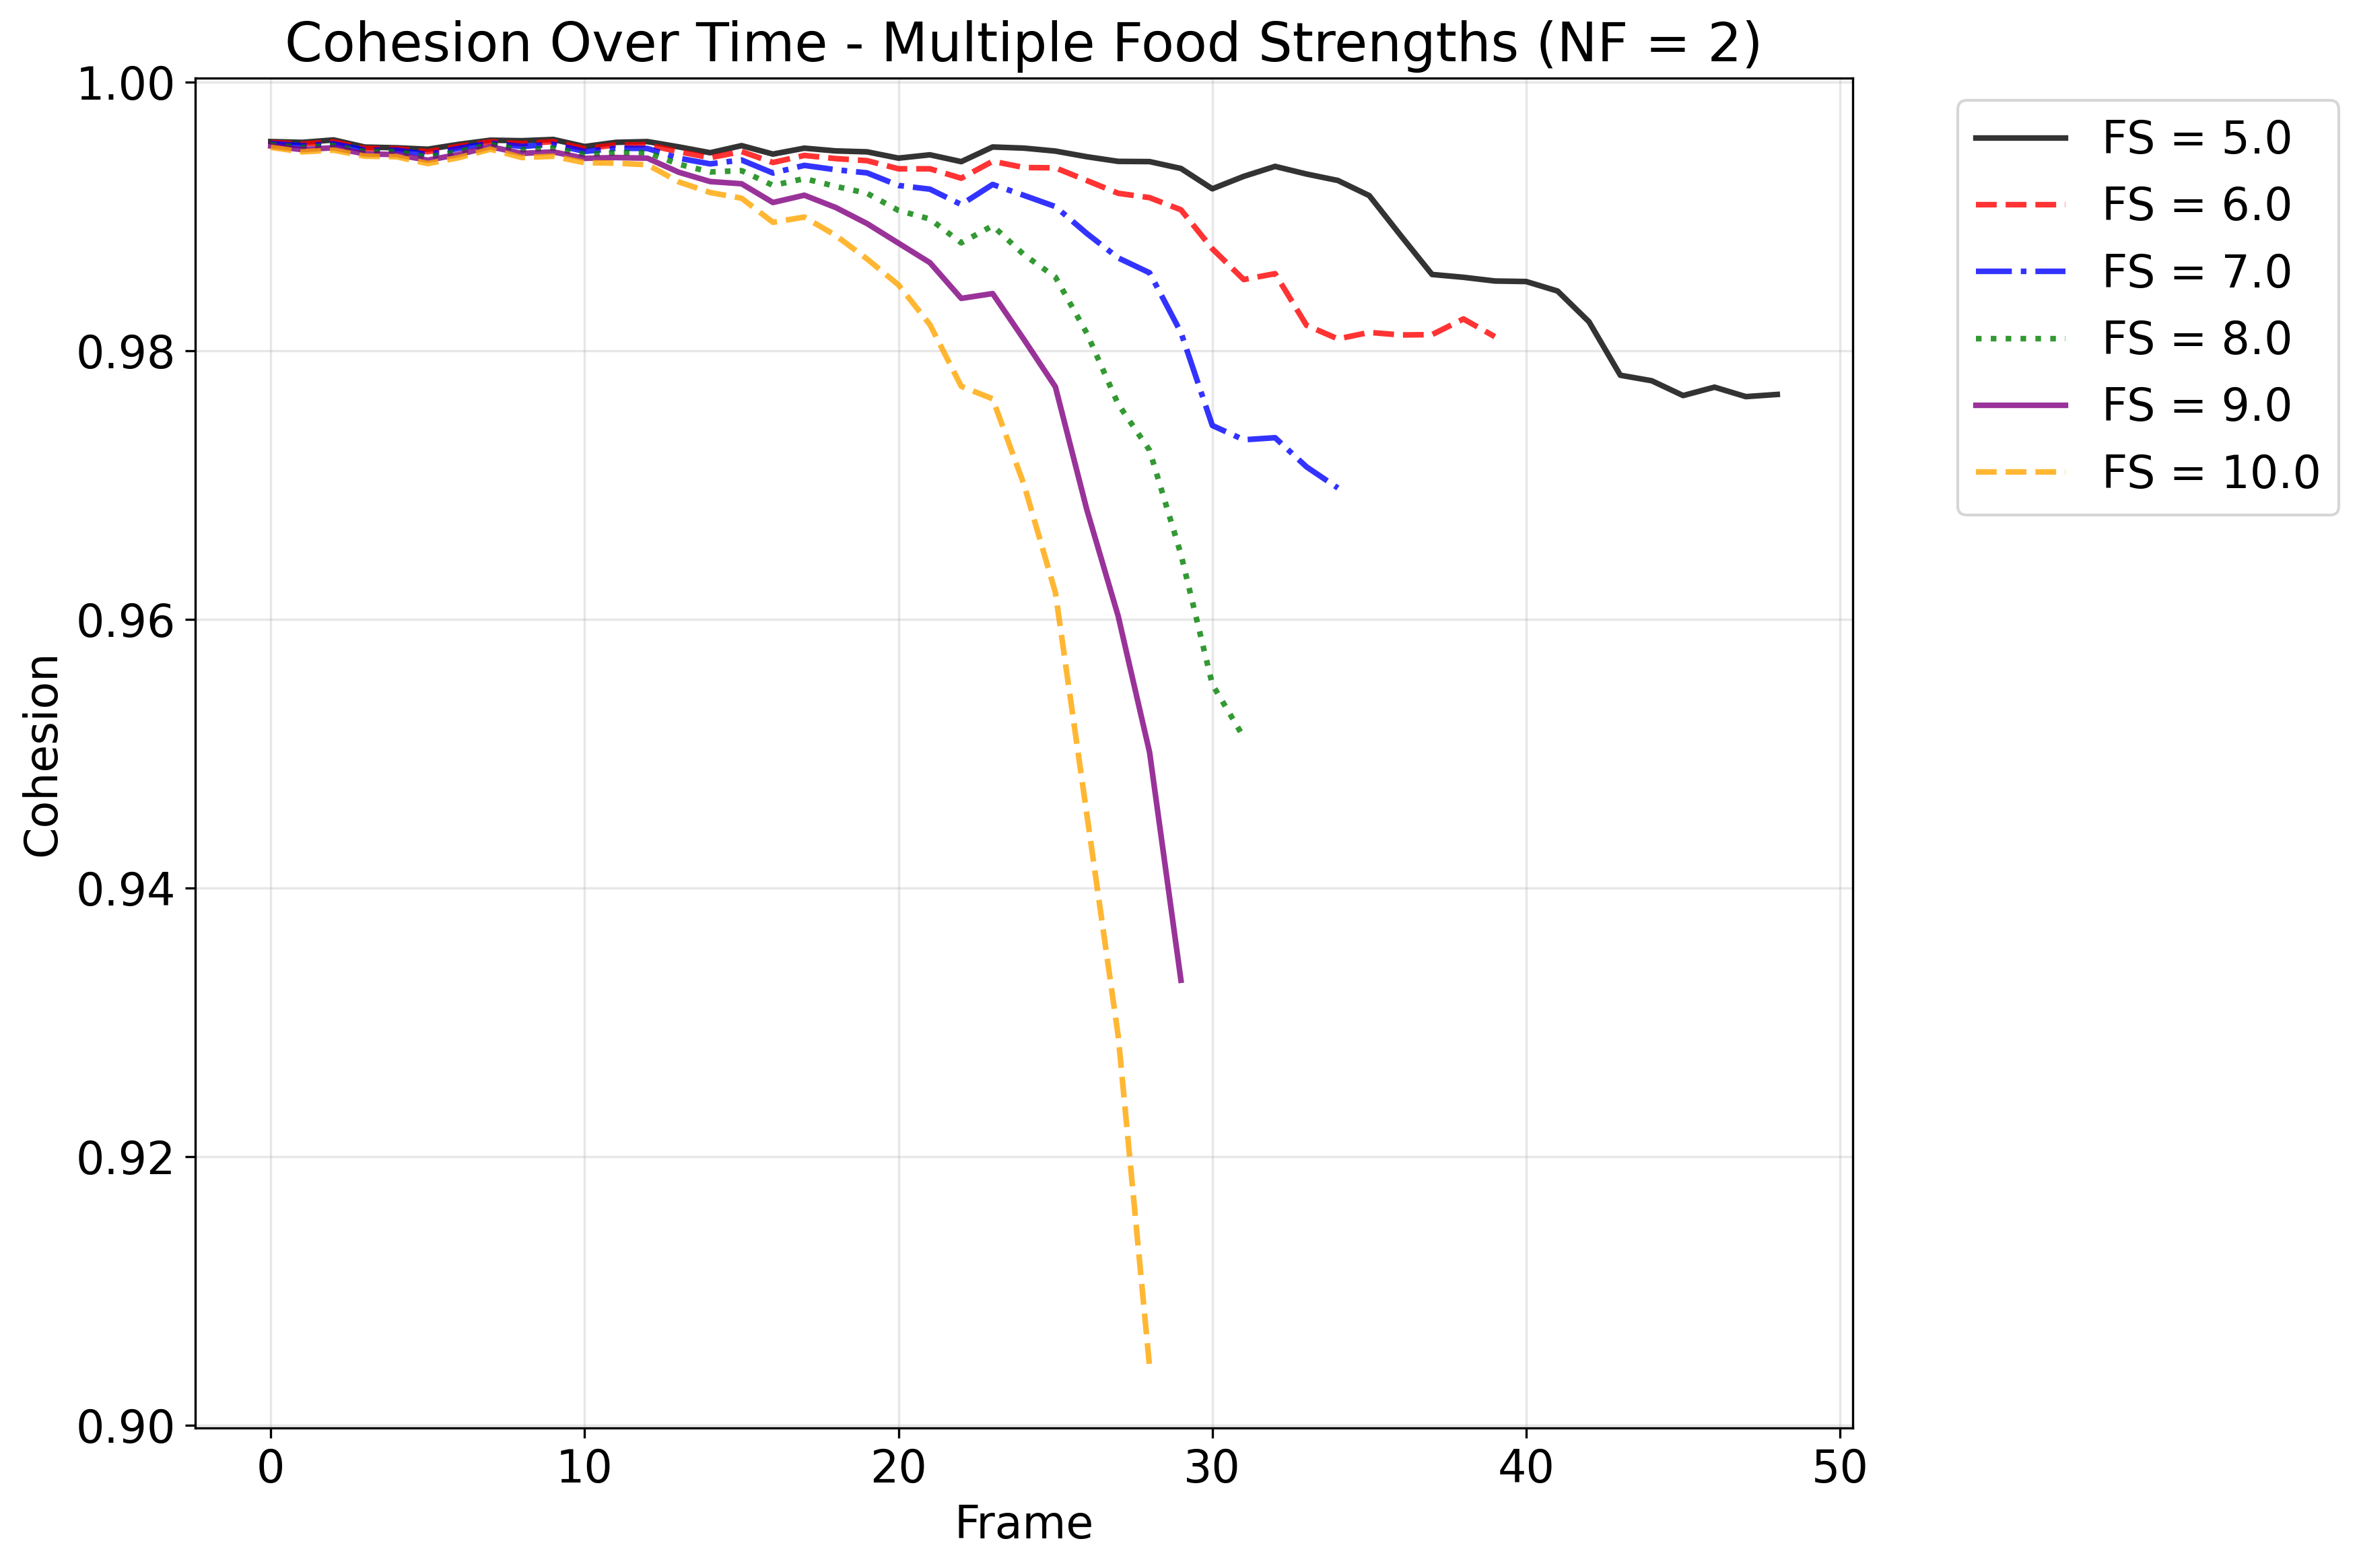 Cohesion Over Time - Multiple Food Strengths (NF = 2)
1.00
0.98
0.96
0.94
0.92
0.90
Cohesion
0 10 20 30 40 50
Frame
FS = 5.0
FS = 6.0
FS = 7.0
FS = 8.0
FS = 9.0
FS = 10.0